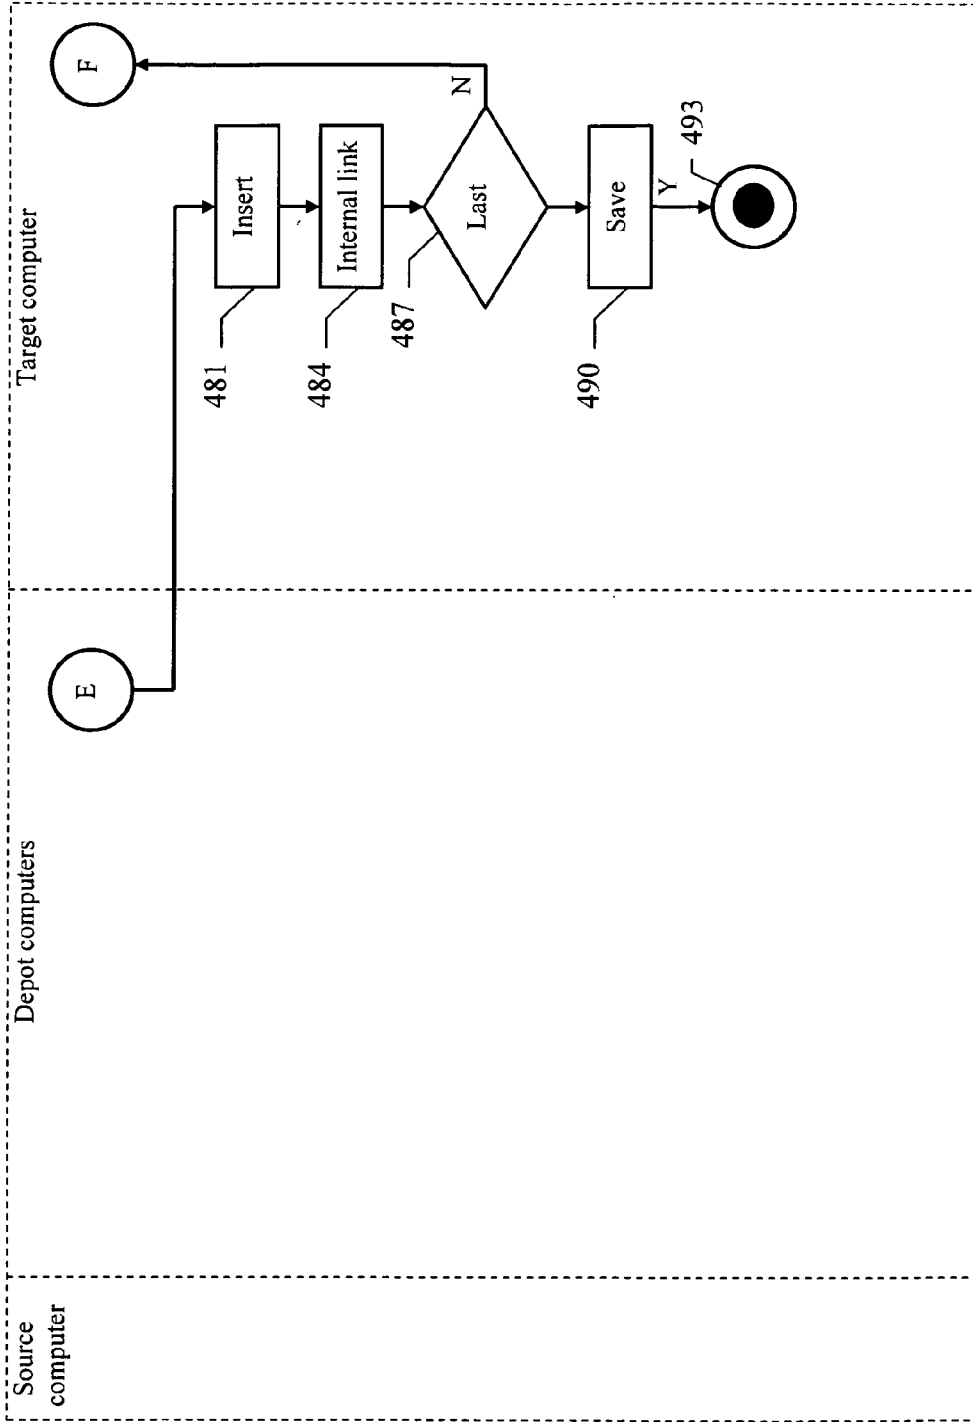 Source
computer
Depot computers
Target computer
E
F
Insert
481
Internal link
484
Last
487
N
Save
490
Y
493